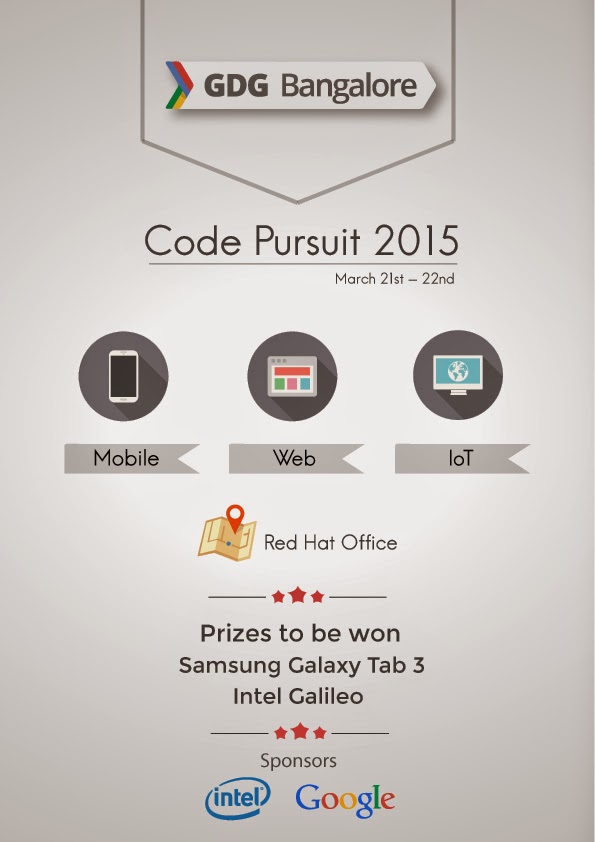 GDG Bangalore
Code Pursuit 2015
March 21st – 22nd
Mobile
Web
IoT
Red Hat Office
Prizes to be won
Samsung Galaxy Tab 3
Intel Galileo
Sponsors
intel
Google